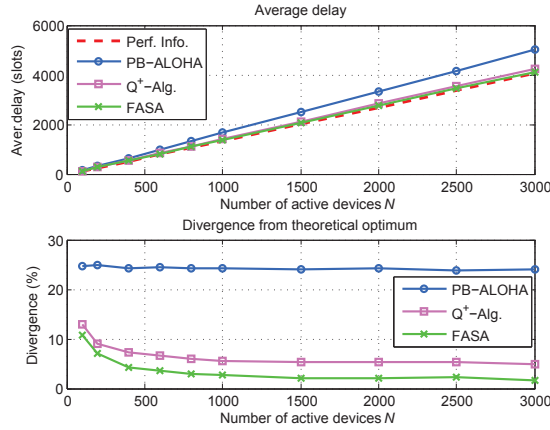 Average delay
6000
4000
2000
0
Aver.delay (slots)
Perf. Info.
PB−ALOHA
Q+−Alg.
FASA
0 500 1000 1500 2000 2500 3000
Number of active devices N
Divergence from theoretical optimum
30
20
10
0
Divergence (%)
PB−ALOHA
Q+−Alg.
FASA
0 500 1000 1500 2000 2500 3000
Number of active devices N